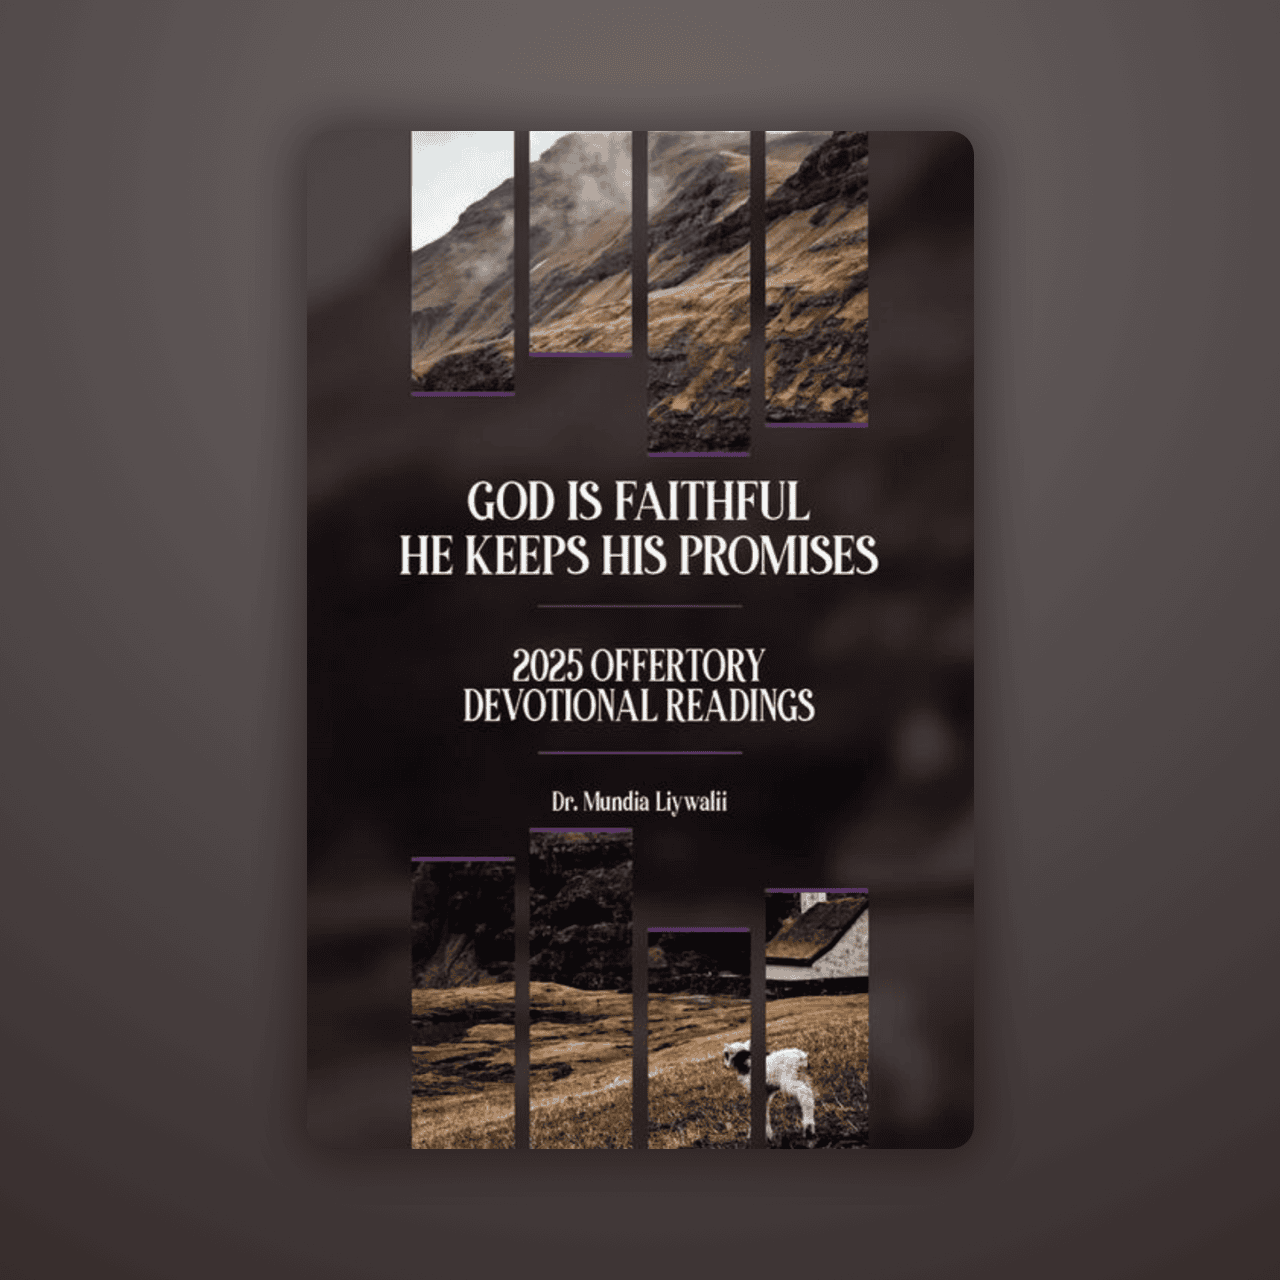 GOD IS FAITHFUL
HE KEEPS HIS PROMISES
2025 OFFERTORY
DEVOTIONAL READINGS
Dr. Mundia Liywalii